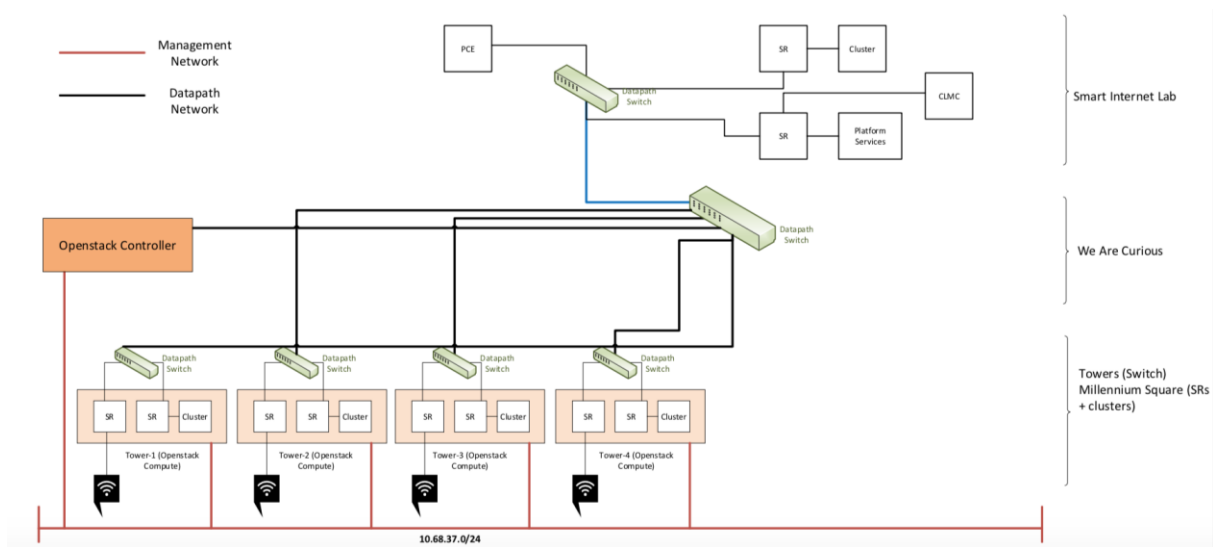 Management
Network
Datapath
Network
PCE
SR
Cluster
Datapath
Switch
CLMC
SR
Platform
Services
Smart Internet Lab
Openstack Controller
Datapath
Switch
We Are Curious
Datapath
Switch
Datapath
Switch
Datapath
Switch
Datapath
Switch
Towers (Switch)
Millennium Square (SRs
+ clusters)
SR
SR
Cluster
SR
SR
Cluster
SR
SR
Cluster
SR
SR
Cluster
Tower-1 (Openstack
Compute)
Tower-2 (Openstack
Compute)
Tower-3 (Openstack
Compute)
Tower-4 (Openstack
Compute)
10.68.37.0/24